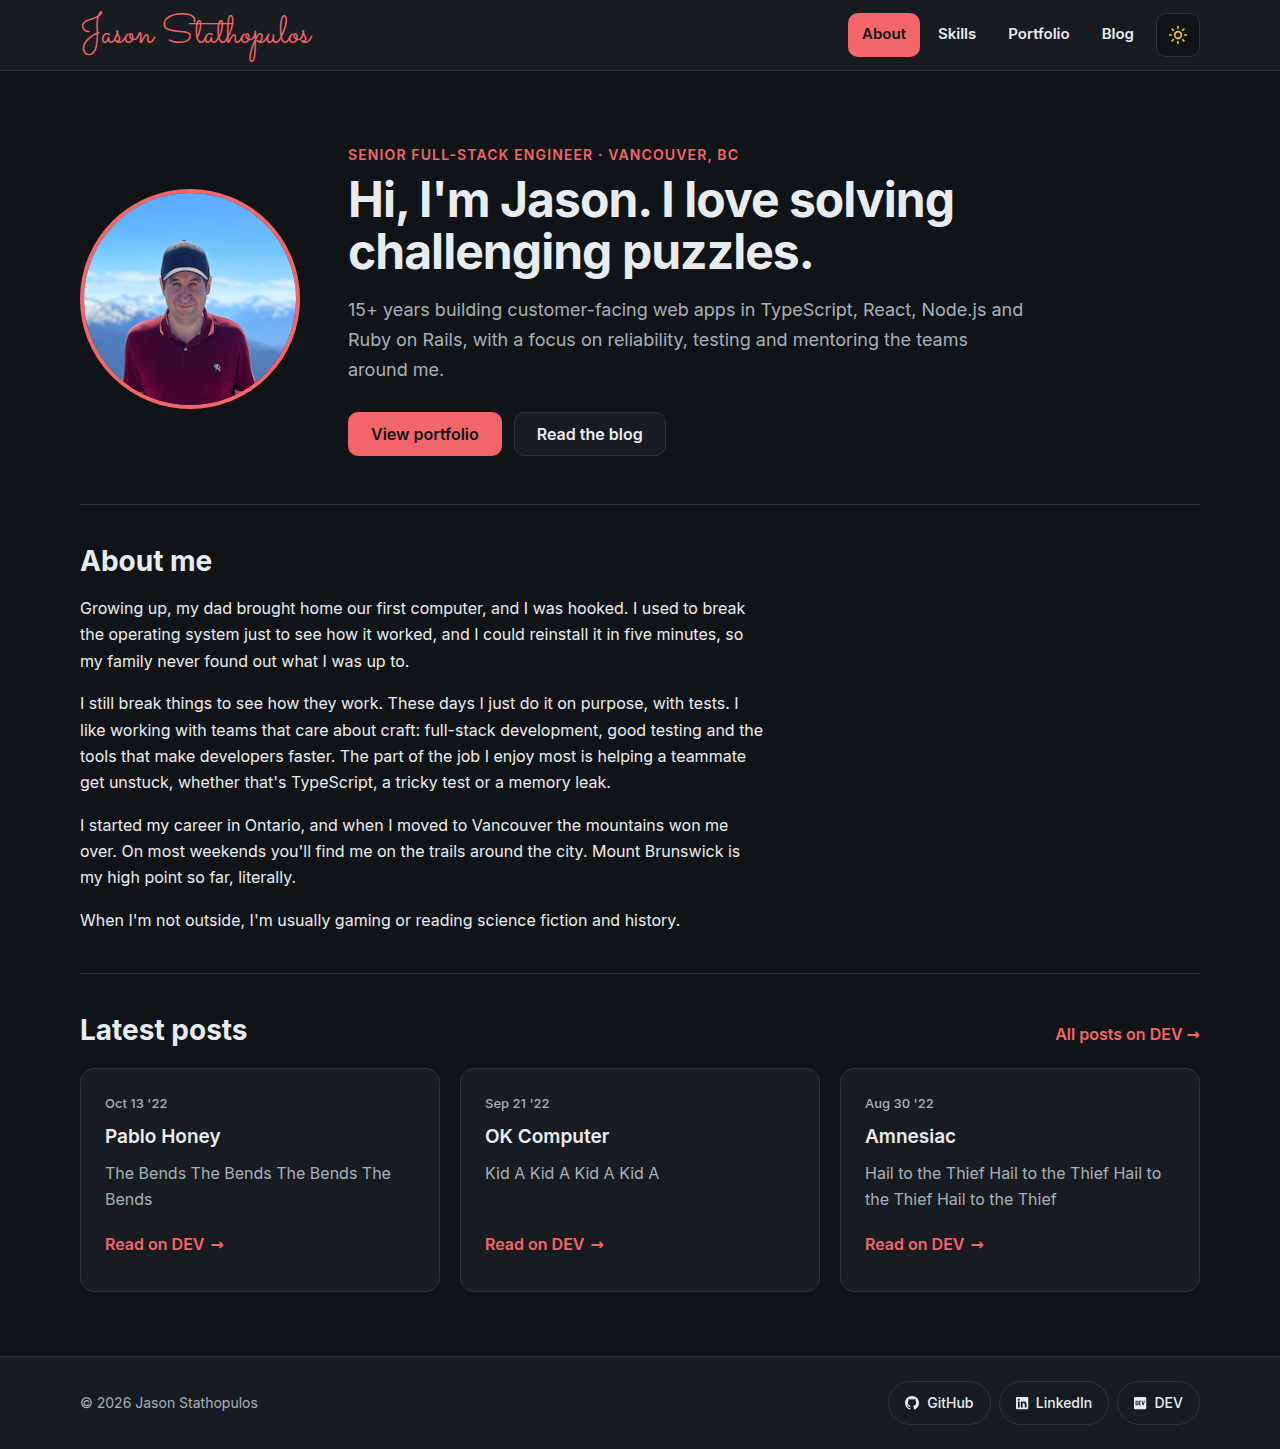 Jason Stathopulos
About
Skills
Portfolio
Blog
SENIOR FULL-STACK ENGINEER · VANCOUVER, BC
Hi, I'm Jason. I love solving
challenging puzzles.
15+ years building customer-facing web apps in TypeScript, React, Node.js and
Ruby on Rails, with a focus on reliability, testing and mentoring the teams
around me.
View portfolio
Read the blog
About me
Growing up, my dad brought home our first computer, and I was hooked. I used to break
the operating system just to see how it worked, and I could reinstall it in five minutes, so
my family never found out what I was up to.
I still break things to see how they work. These days I just do it on purpose, with tests. I
like working with teams that care about craft: full-stack development, good testing and the
tools that make developers faster. The part of the job I enjoy most is helping a teammate
get unstuck, whether that's TypeScript, a tricky test or a memory leak.
I started my career in Ontario, and when I moved to Vancouver the mountains won me
over. On most weekends you'll find me on the trails around the city. Mount Brunswick is
my high point so far, literally.
When I'm not outside, I'm usually gaming or reading science fiction and history.
Latest posts
All posts on DEV →
Oct 13 '22
Pablo Honey
The Bends The Bends The Bends The
Bends
Read on DEV →
Sep 21 '22
OK Computer
Kid A Kid A Kid A Kid A
Read on DEV →
Aug 30 '22
Amnesiac
Hail to the Thief Hail to the Thief Hail to
the Thief Hail to the Thief
Read on DEV →
© 2026 Jason Stathopulos
GitHub
LinkedIn
DEV